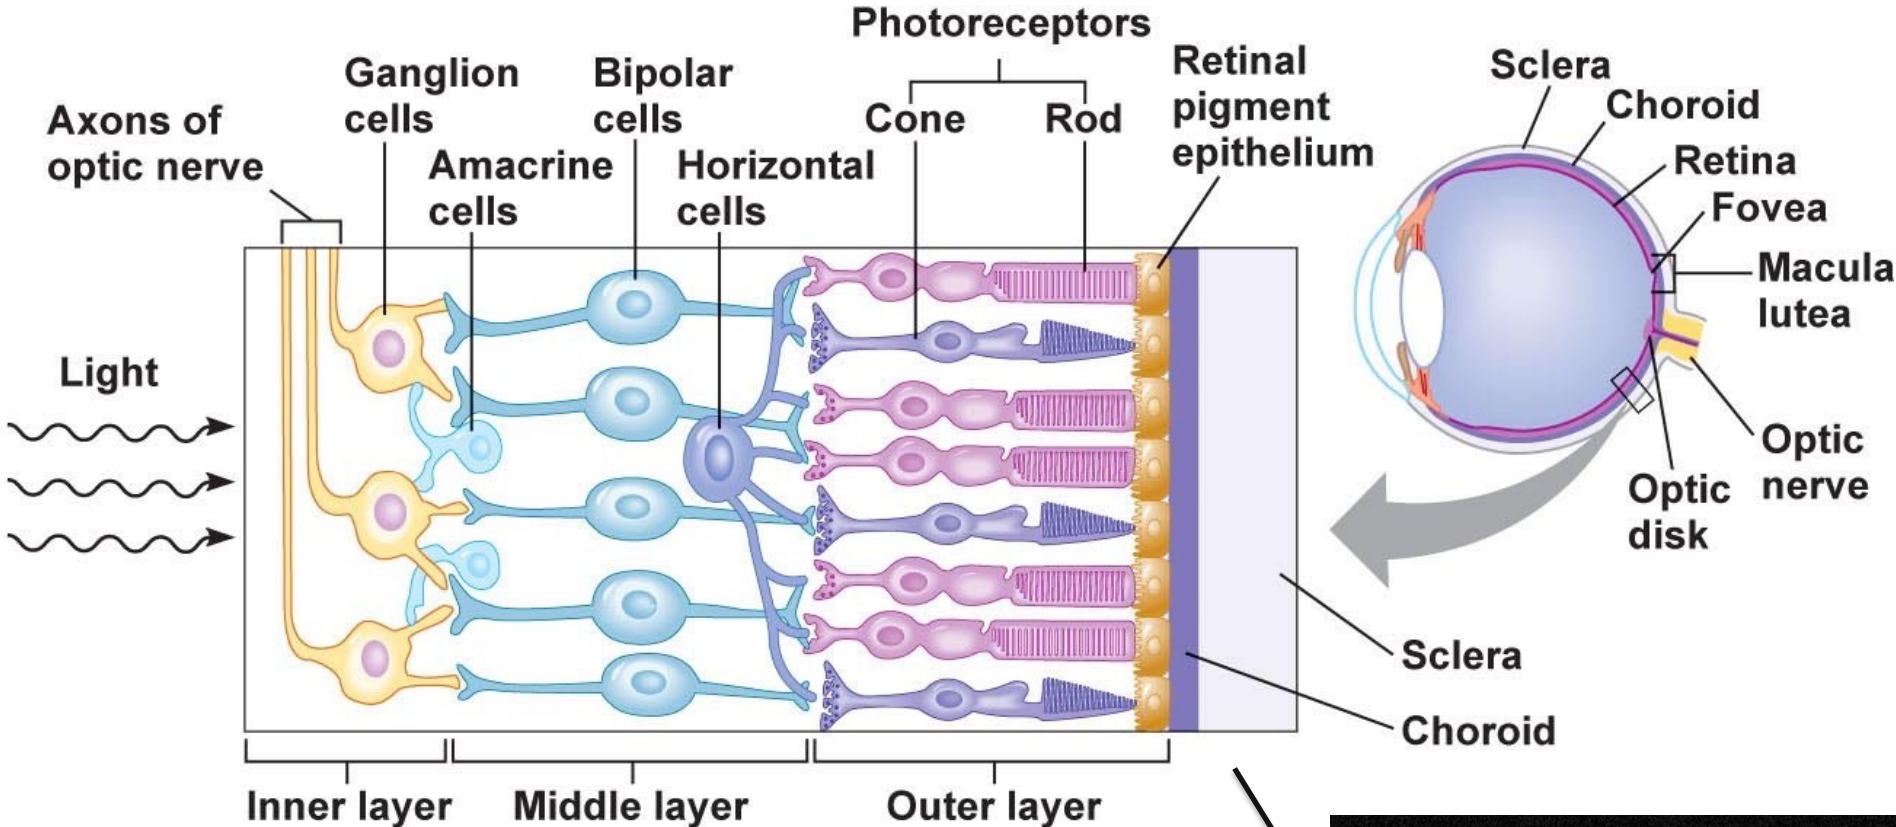 Photoreceptors
Ganglion
cells
Bipolar
cells
Retinal
pigment
epithelium
Axons of
optic nerve
Cone
Rod
Amacrine
cells
Horizontal
cells
Light
Inner layer
Middle layer
Outer layer
Sclera
Choroid
Retina
Fovea
Macula
lutea
Optic
nerve
Optic
disk
Sclera
Choroid